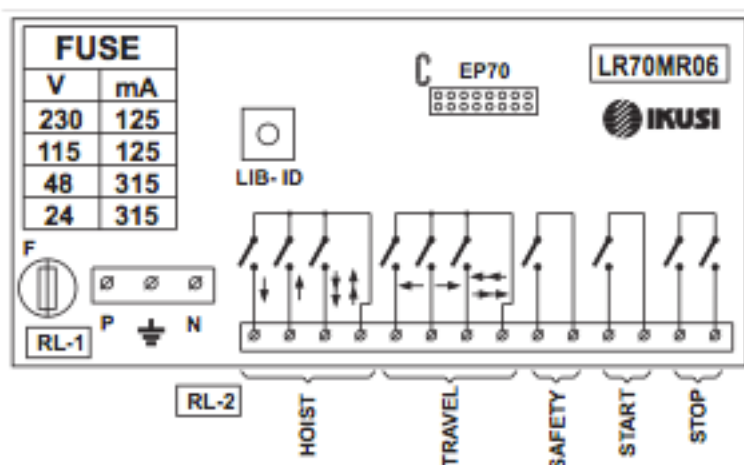 FUSE
V mA
230 125
115 125
48 315
24 315
EP70
LR70MR06
IKUSI
LIB- ID
F
P N
RL-1
RL-2
HOIST
TRAVEL
SAFETY
START
STOP